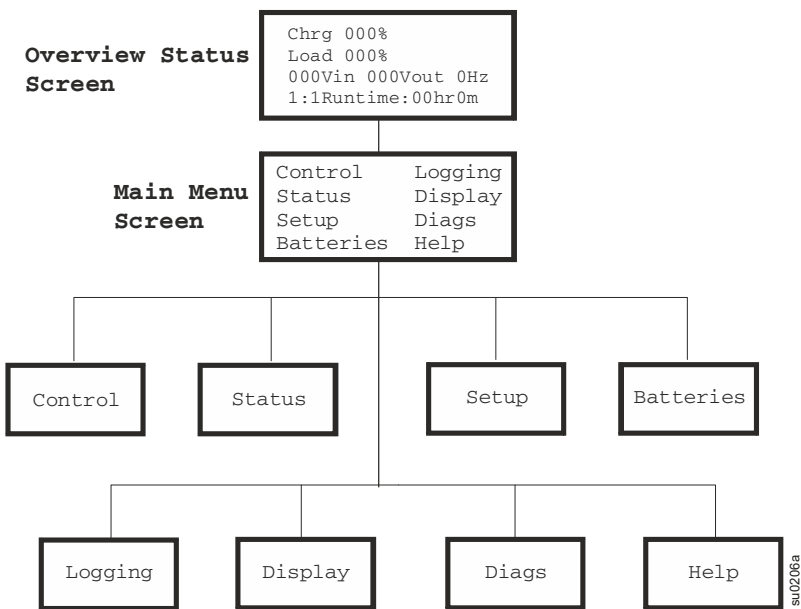 Overview Status
Screen
Chrg 000%
Load 000%
000Vin 000Vout 0Hz
1:1Runtime:00hr0m
Main Menu
Screen
Control Logging
Status Display
Setup Diags
Batteries Help
Control
Status
Setup
Batteries
Logging
Display
Diags
Help
su0206a